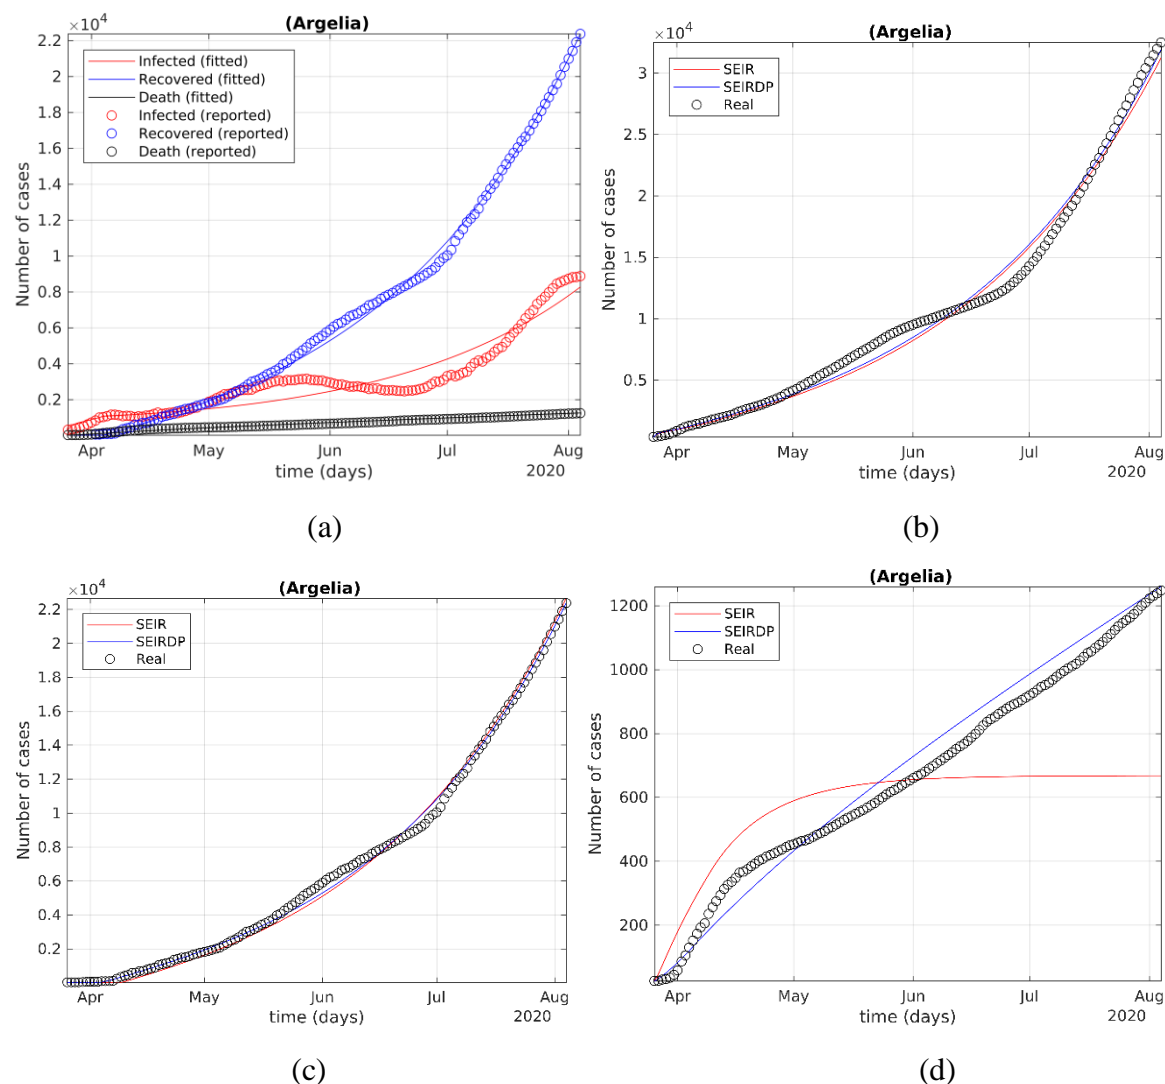 (Argelia)
×10⁴
2.2
2
1.8
1.6
1.4
1.2
1
0.8
0.6
0.4
0.2
Number of cases
Infected (fitted)
Recovered (fitted)
Death (fitted)
Infected (reported)
Recovered (reported)
Death (reported)
Apr May Jun Jul Aug
time (days) 2020
(a)
(Argelia)
×10⁴
3
2.5
2
1.5
1
0.5
Number of cases
SEIR
SEIRDP
Real
Apr May Jun Jul Aug
time (days) 2020
(b)
(Argelia)
×10⁴
2.2
2
1.8
1.6
1.4
1.2
1
0.8
0.6
0.4
0.2
Number of cases
SEIR
SEIRDP
Real
Apr May Jun Jul Aug
time (days) 2020
(c)
(Argelia)
1200
1000
800
600
400
200
Number of cases
SEIR
SEIRDP
Real
Apr May Jun Jul Aug
time (days) 2020
(d)